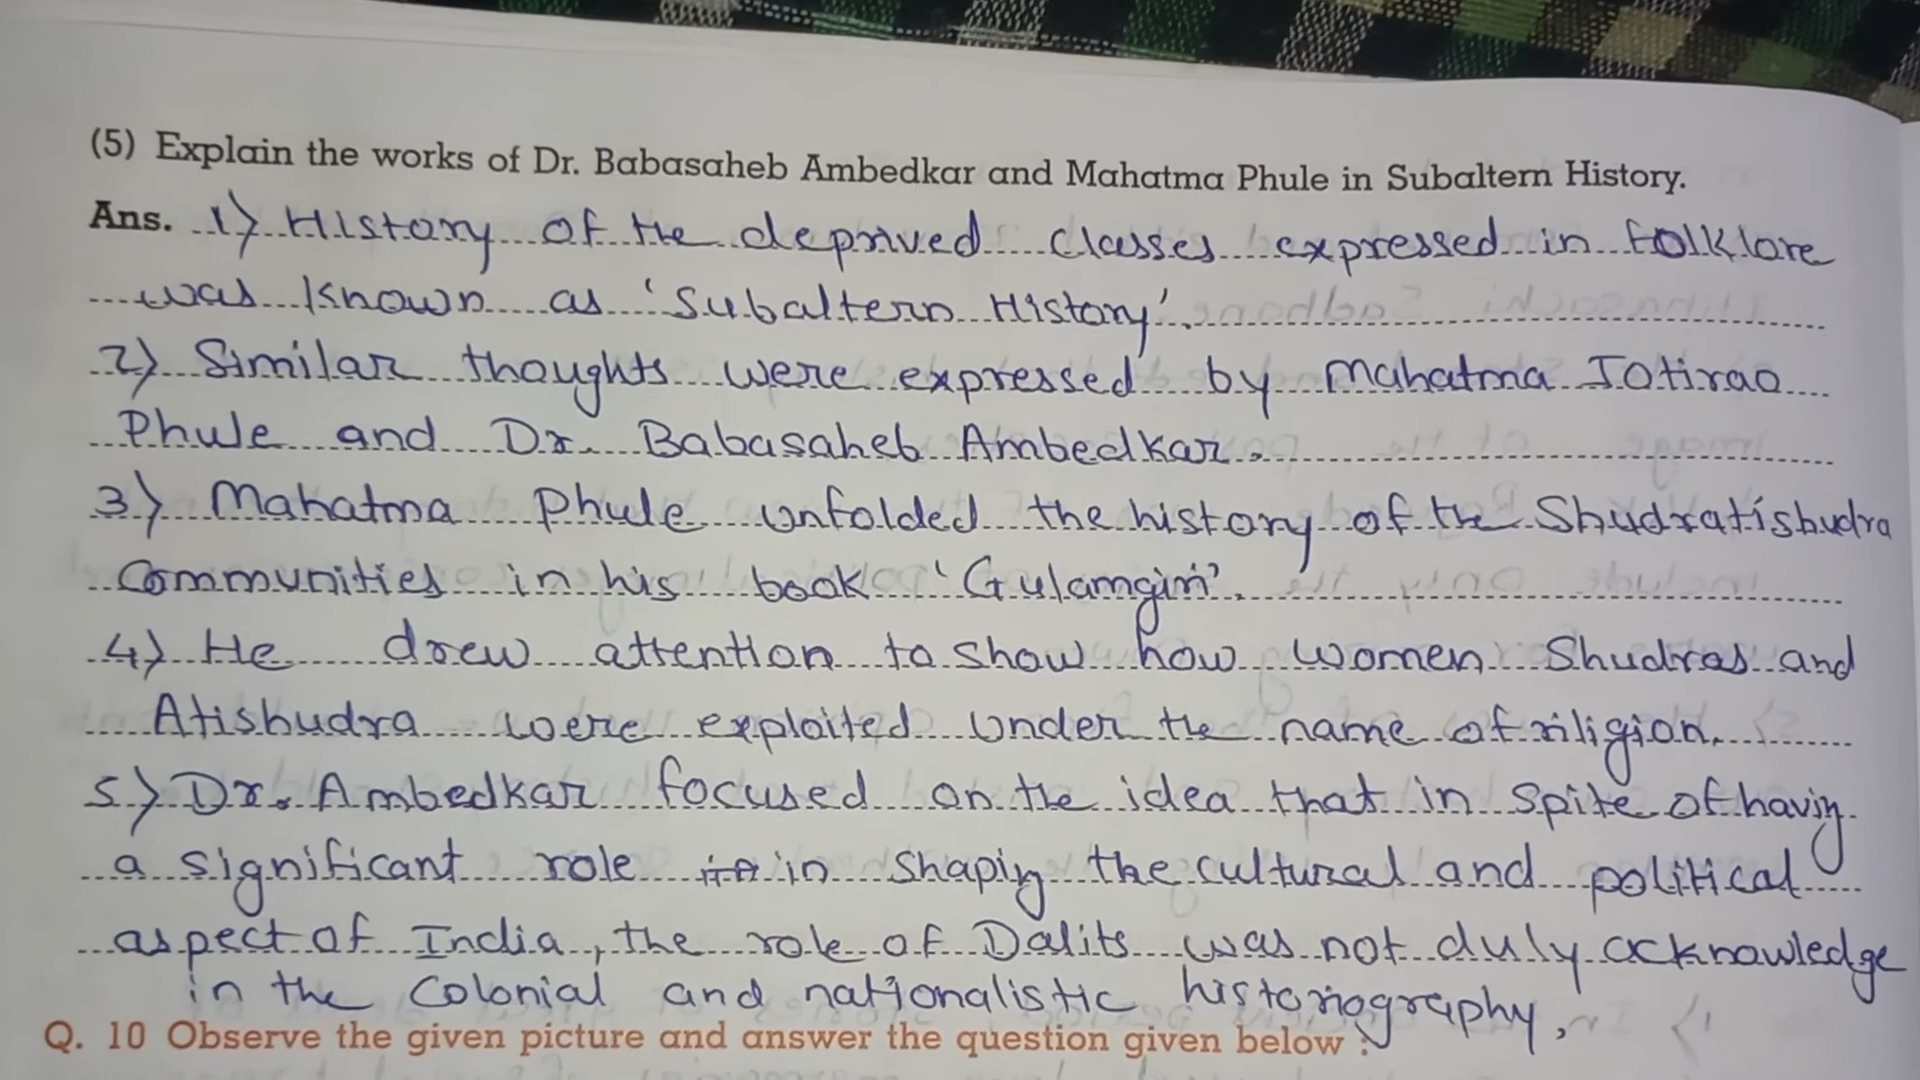 (5) Explain the works of Dr. Babasaheb Ambedkar and Mahatma Phule in Subaltern History.
Ans. 1) History of the deprived classes expressed in folklore
was known as 'Subaltern History'.
2) Similar thoughts were expressed by Mahatma Jotirao
Phule and Dr. Babasaheb Ambedkar.
3) Mahatma Phule unfolded the history of the Shudratishudra
Communities in his book 'Gulamgiri'.
4) He drew attention to show how women Shudras and
Atishudra were exploited under the name of riligion.
5) Dr. Ambedkar focused on the idea that in spite of having
a significant role in shaping the cultural and political
aspect of India, the role of Dalits was not duly acknowledge
in the colonial and nationalistic historiography,
Q. 10 Observe the given picture and answer the question given below :